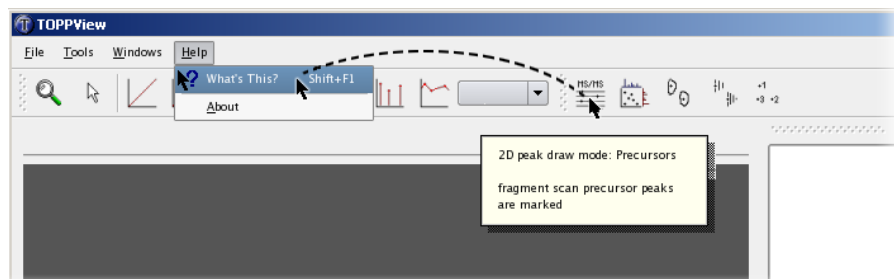 TOPPView
File Tools Windows Help
What's This? Shift+F1
About
MS/MS
+1
+3 +2
2D peak draw mode: Precursors
fragment scan precursor peaks
are marked